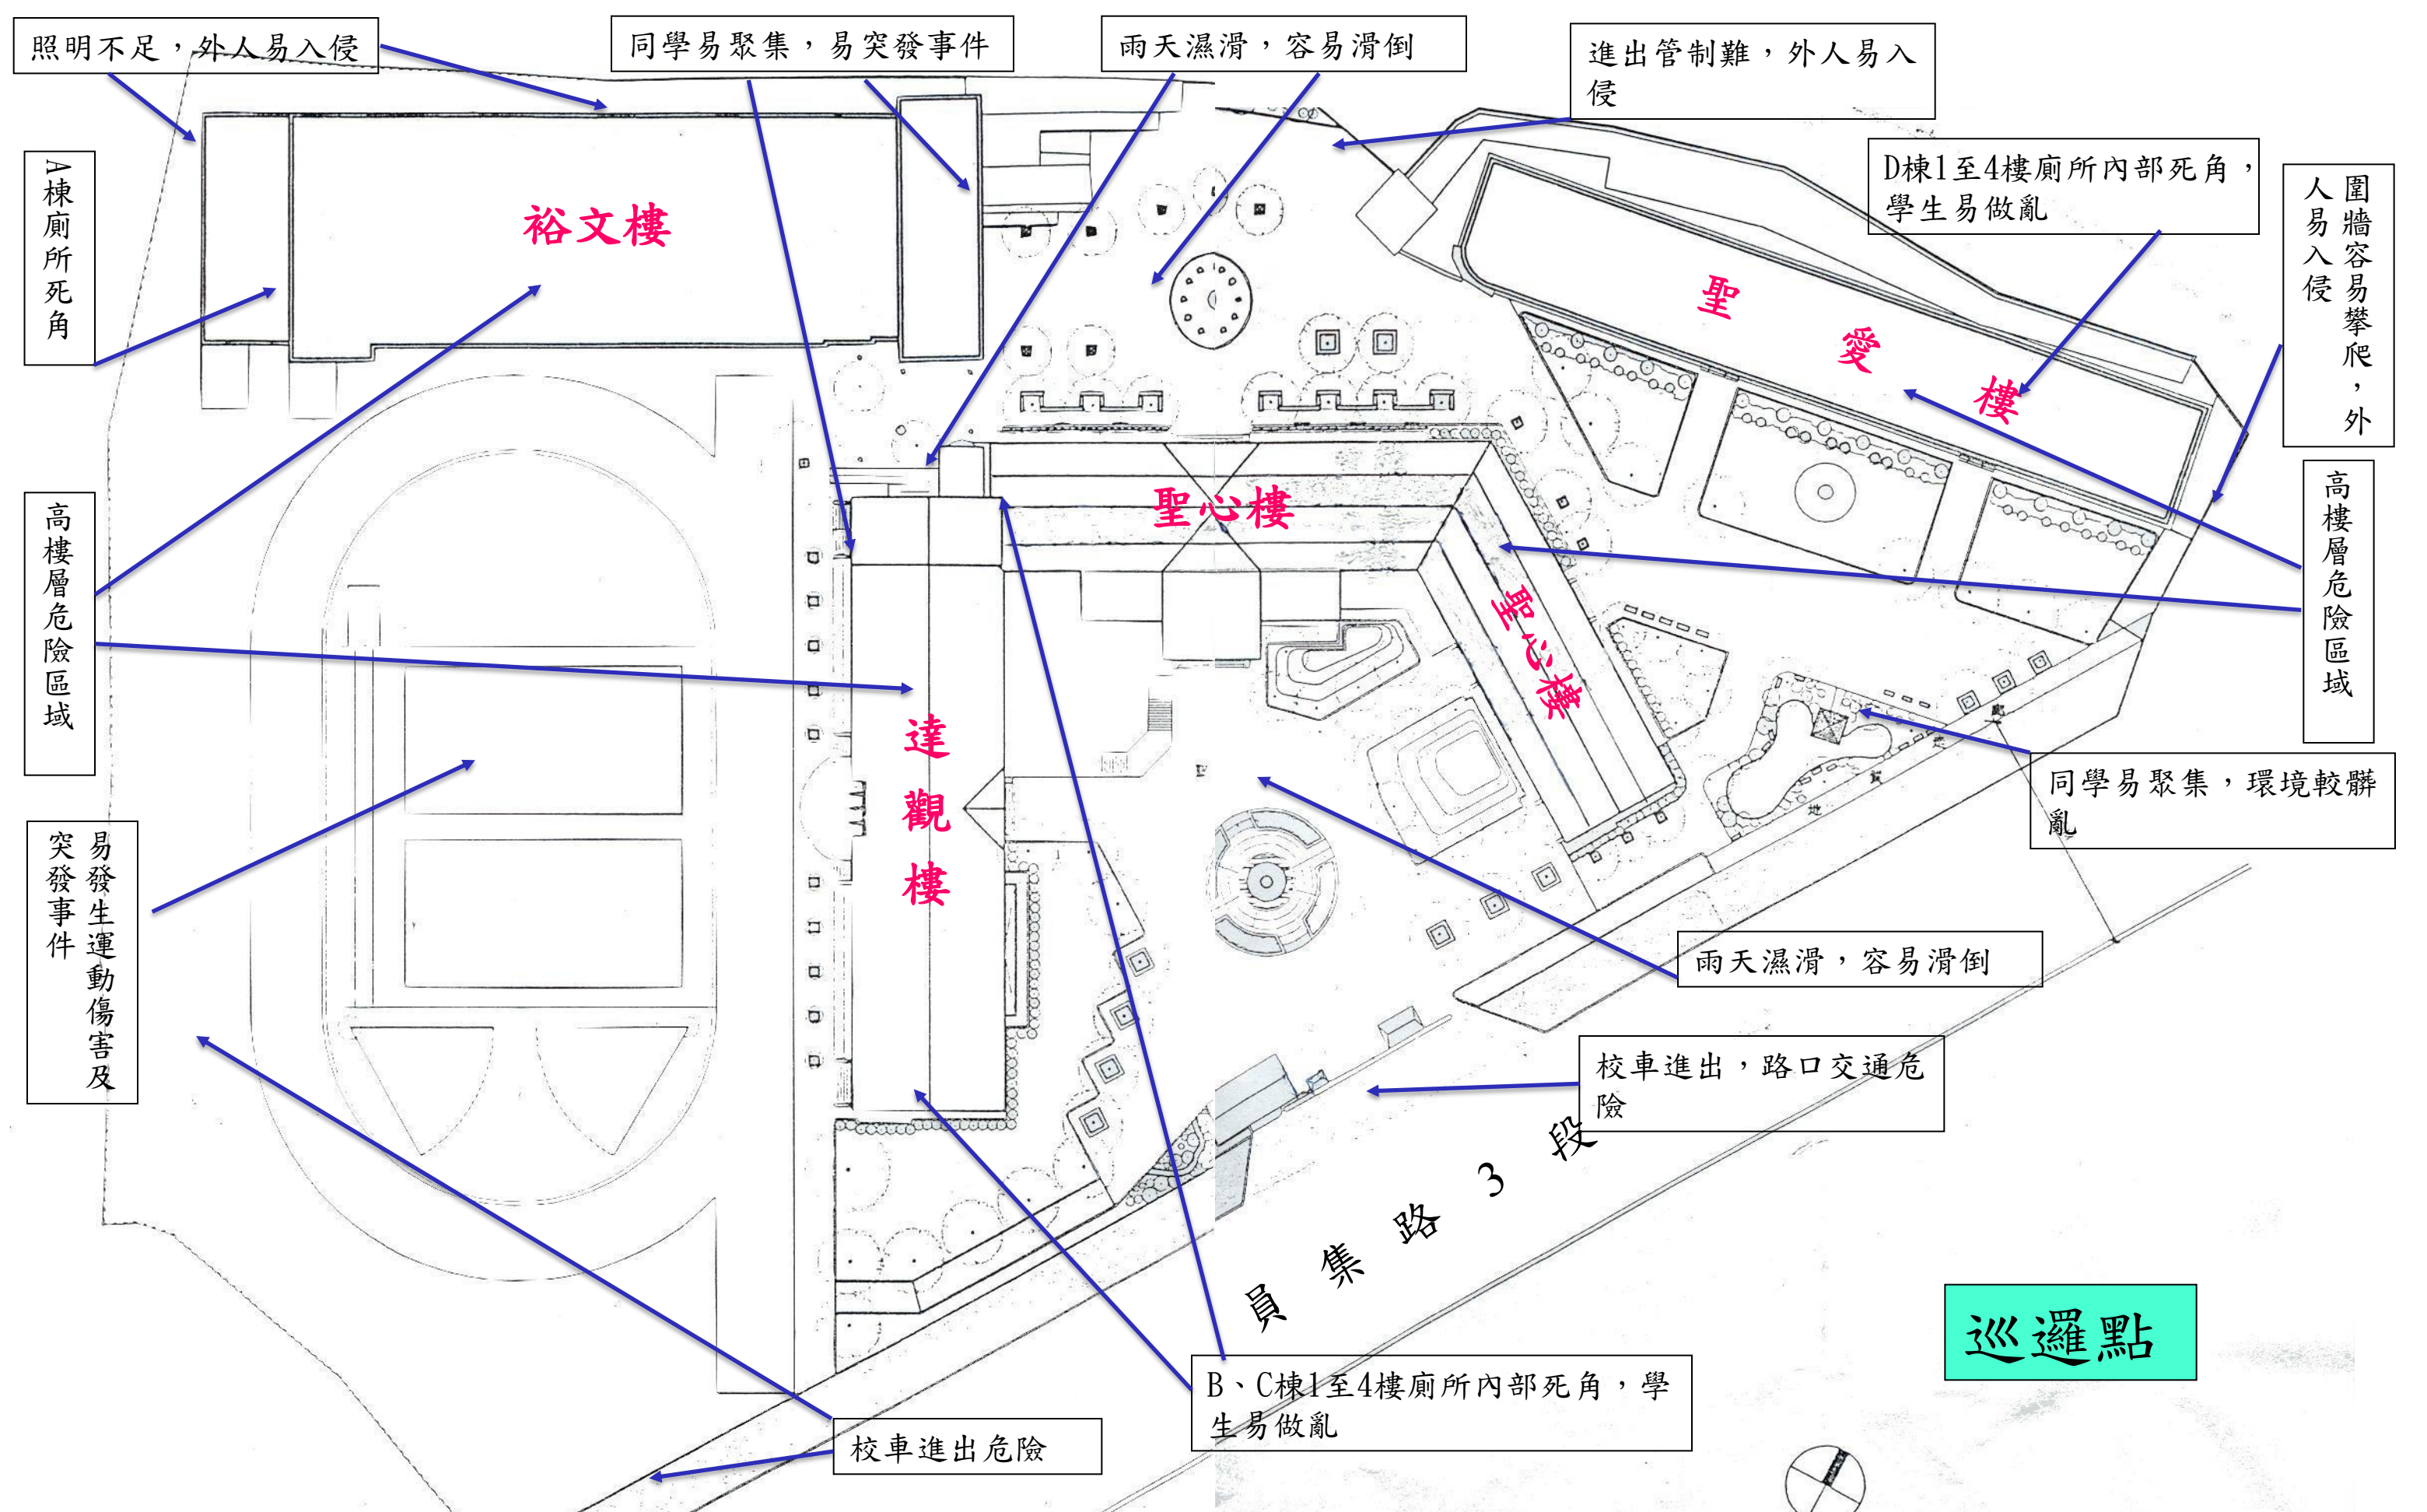 照明不足，外人易入侵
同學易聚集，易突發事件
雨天濕滑，容易滑倒
進出管制難，外人易入
侵
A棟廁所死角
裕文樓
D棟1至4樓廁所內部死角，
學生易做亂
圍牆容易攀爬，外
人易入侵
聖愛樓
高樓層危險區域
聖心樓
聖心樓
高樓層危險區域
達觀樓
同學易聚集，環境較髒
亂
易發生運動傷害及
突發事件
雨天濕滑，容易滑倒
校車進出，路口交通危
險
員集路3段
巡邏點
B、C棟1至4樓廁所內部死角，學
生易做亂
校車進出危險